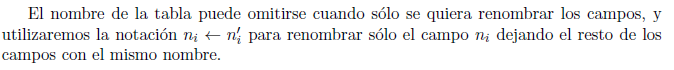 El nombre de la tabla puede omitirse cuando sólo se quiera renombrar los campos, y
utilizaremos la notación nᵢ ← n′ᵢ para renombrar sólo el campo nᵢ dejando el resto de los
campos con el mismo nombre.